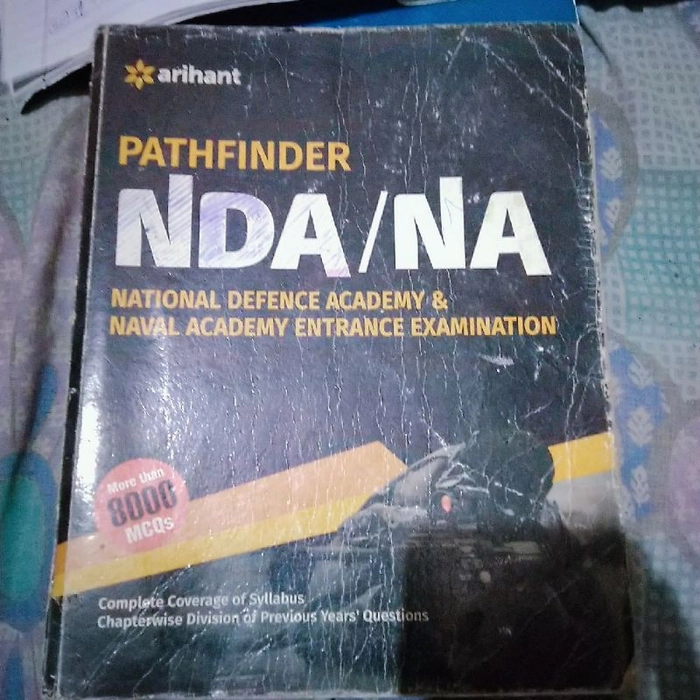 arihant
PATHFINDER
NDA/NA
NATIONAL DEFENCE ACADEMY &
NAVAL ACADEMY ENTRANCE EXAMINATION
More than
8000
MCQs
Complete Coverage of Syllabus
Chapterwise Division of Previous Years' Questions